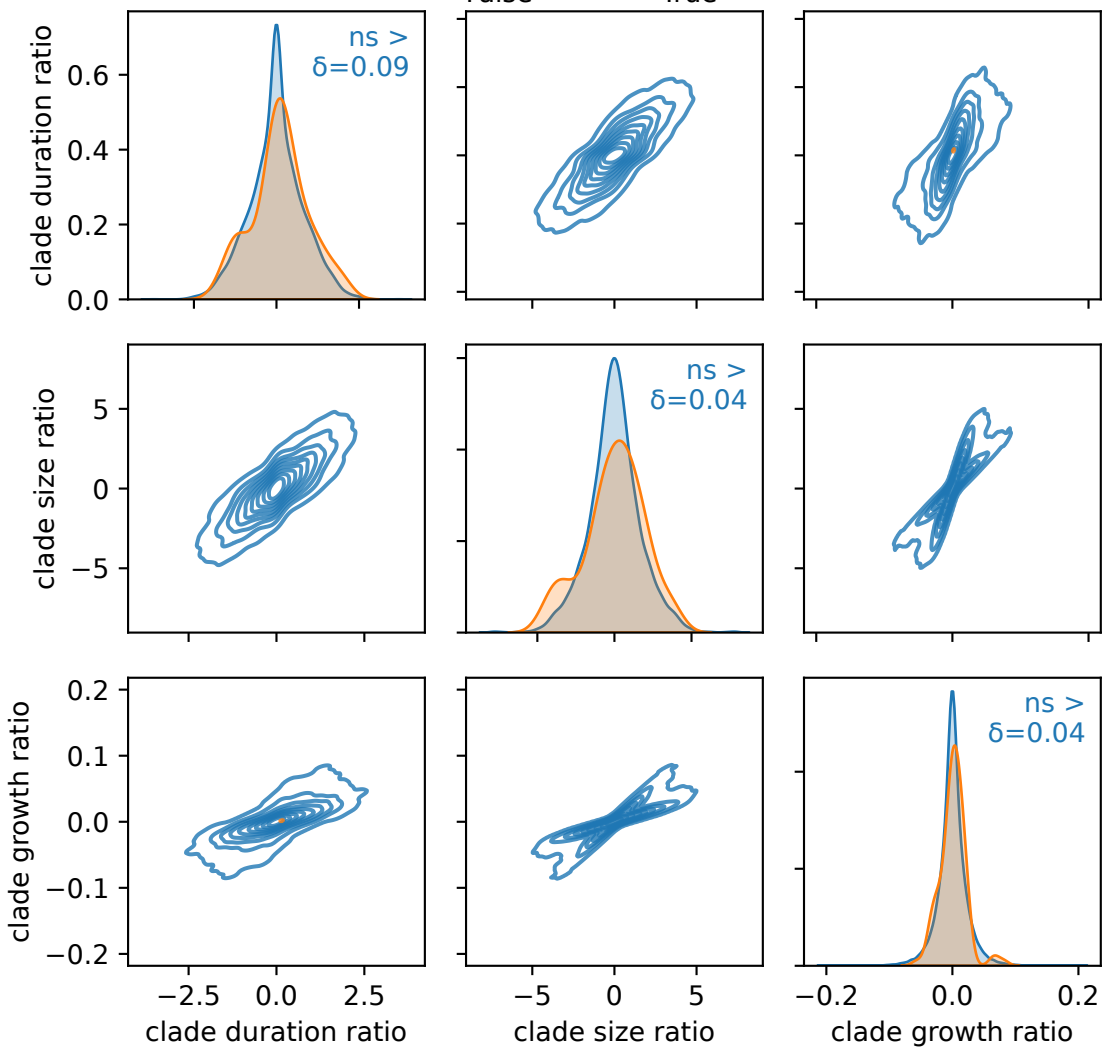 True
clade duration ratio
0.6
0.4
0.2
0.0
ns >
δ=0.09
clade size ratio
5
0
−5
ns >
δ=0.04
clade growth ratio
0.2
0.1
0.0
−0.1
−0.2
ns >
δ=0.04
−2.5 0.0 2.5
−5 0 5
−0.2 0.0 0.2
clade duration ratio
clade size ratio
clade growth ratio